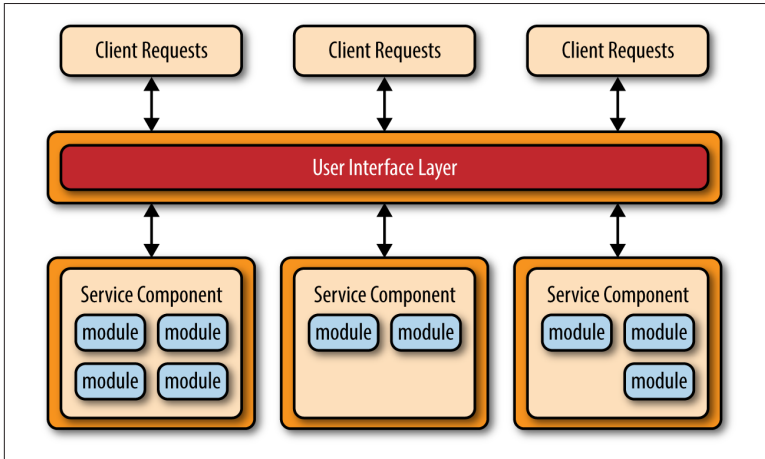 Client Requests
Client Requests
Client Requests
User Interface Layer
Service Component
module module
module module
Service Component
module module
Service Component
module module
module